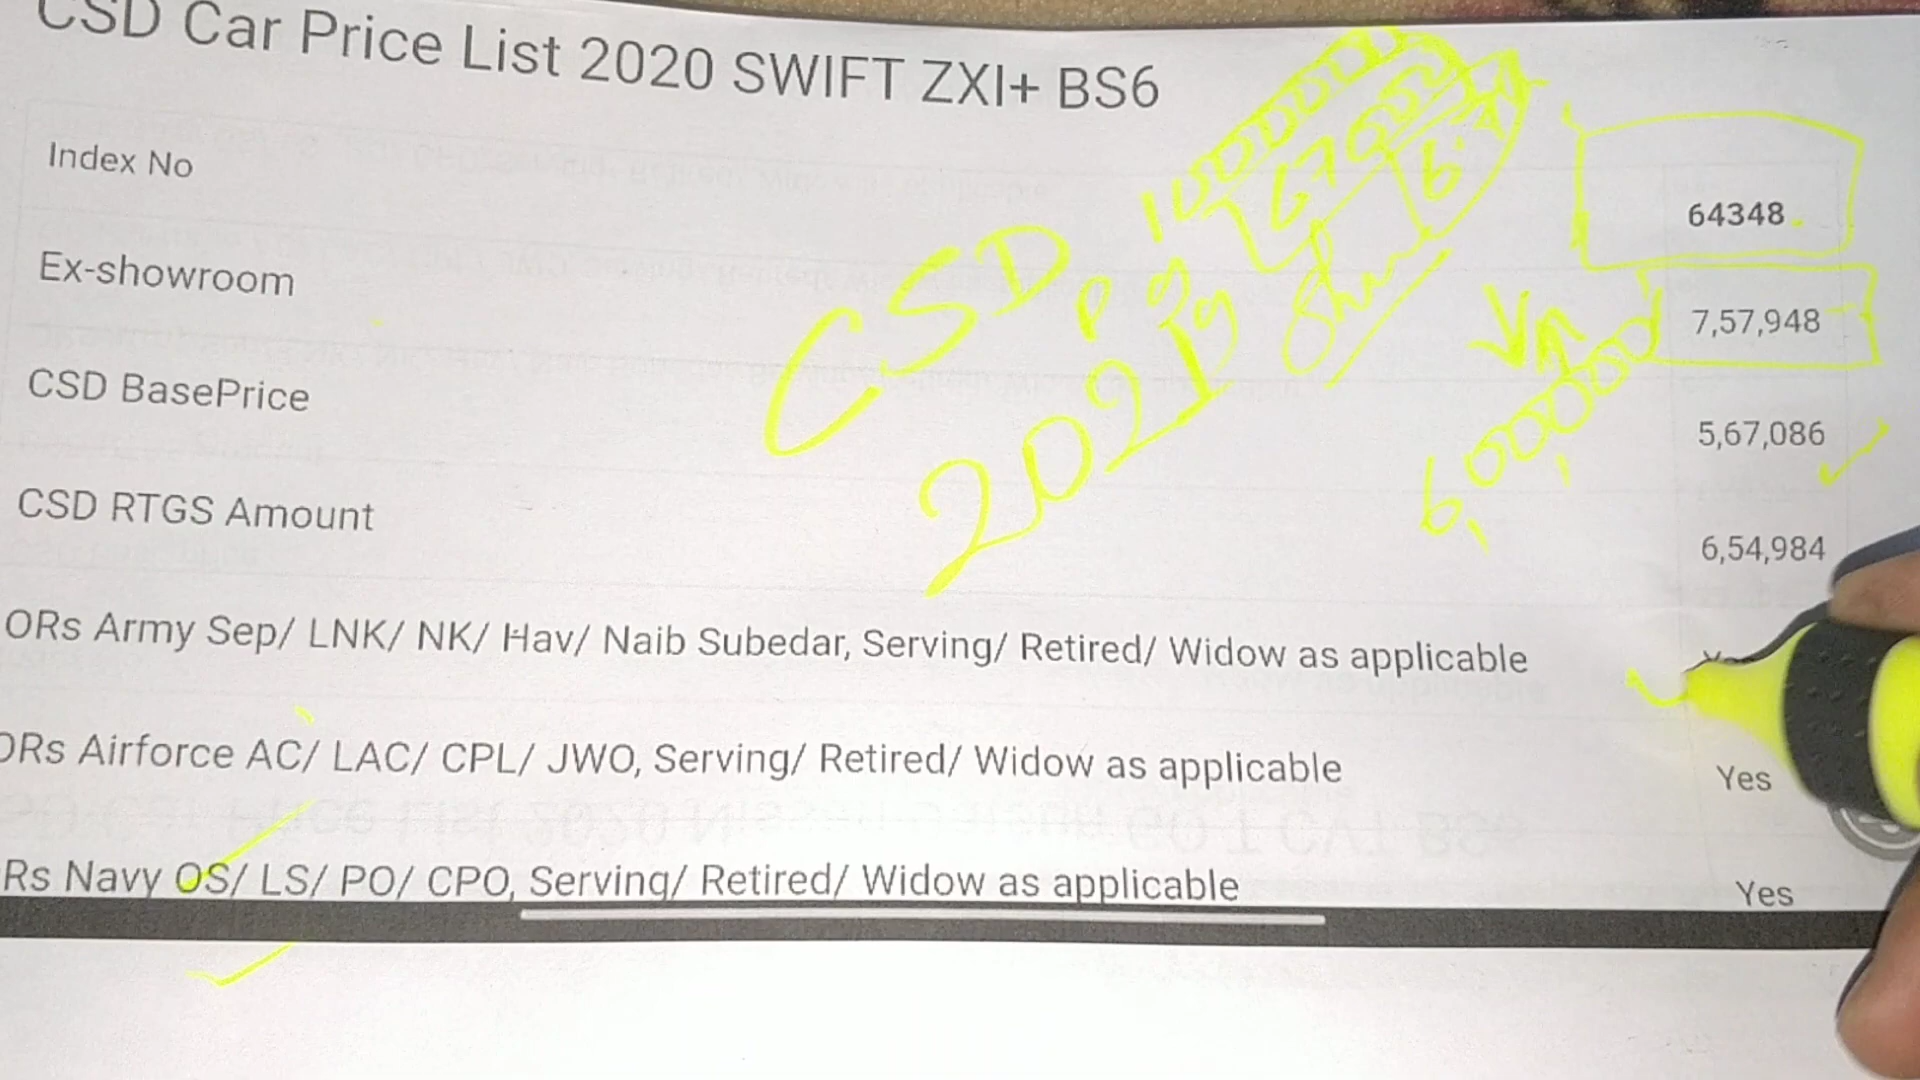 CSD Car Price List 2020 SWIFT ZXI+ BS6
Index No 64348
Ex-showroom 7,57,948
CSD BasePrice 5,67,086
CSD RTGS Amount 6,54,984
ORs Army Sep/ LNK/ NK/ Hav/ Naib Subedar, Serving/ Retired/ Widow as applicable
ORs Airforce AC/ LAC/ CPL/ JWO, Serving/ Retired/ Widow as applicable Yes
Rs Navy OS/ LS/ PO/ CPO, Serving/ Retired/ Widow as applicable Yes
CSD
2021